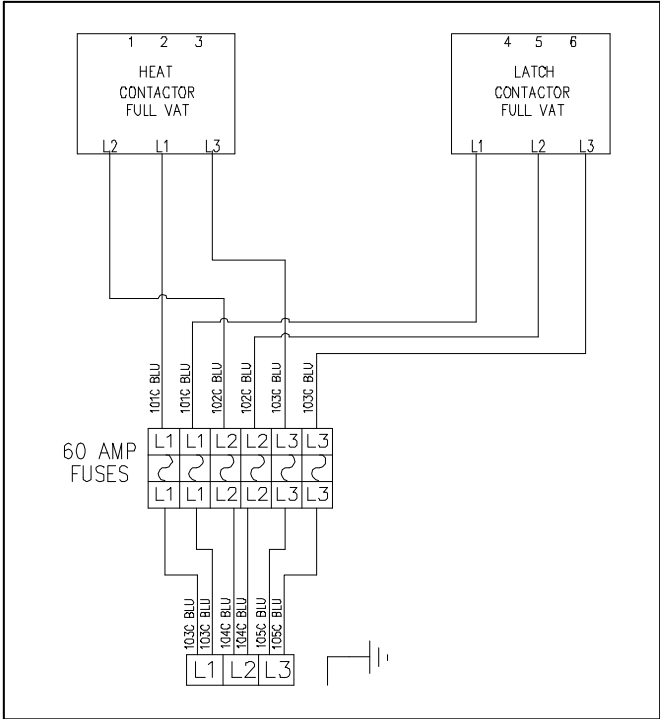 1 2 3
HEAT
CONTACTOR
FULL VAT
L2 L1 L3
4 5 6
LATCH
CONTACTOR
FULL VAT
L1 L2 L3
101C BLU
101C BLU
102C BLU
102C BLU
103C BLU
103C BLU
60 AMP
FUSES
L1 L1 L2 L2 L3 L3
L1 L1 L2 L2 L3 L3
103C BLU
103C BLU
104C BLU
104C BLU
105C BLU
105C BLU
L1 L2 L3